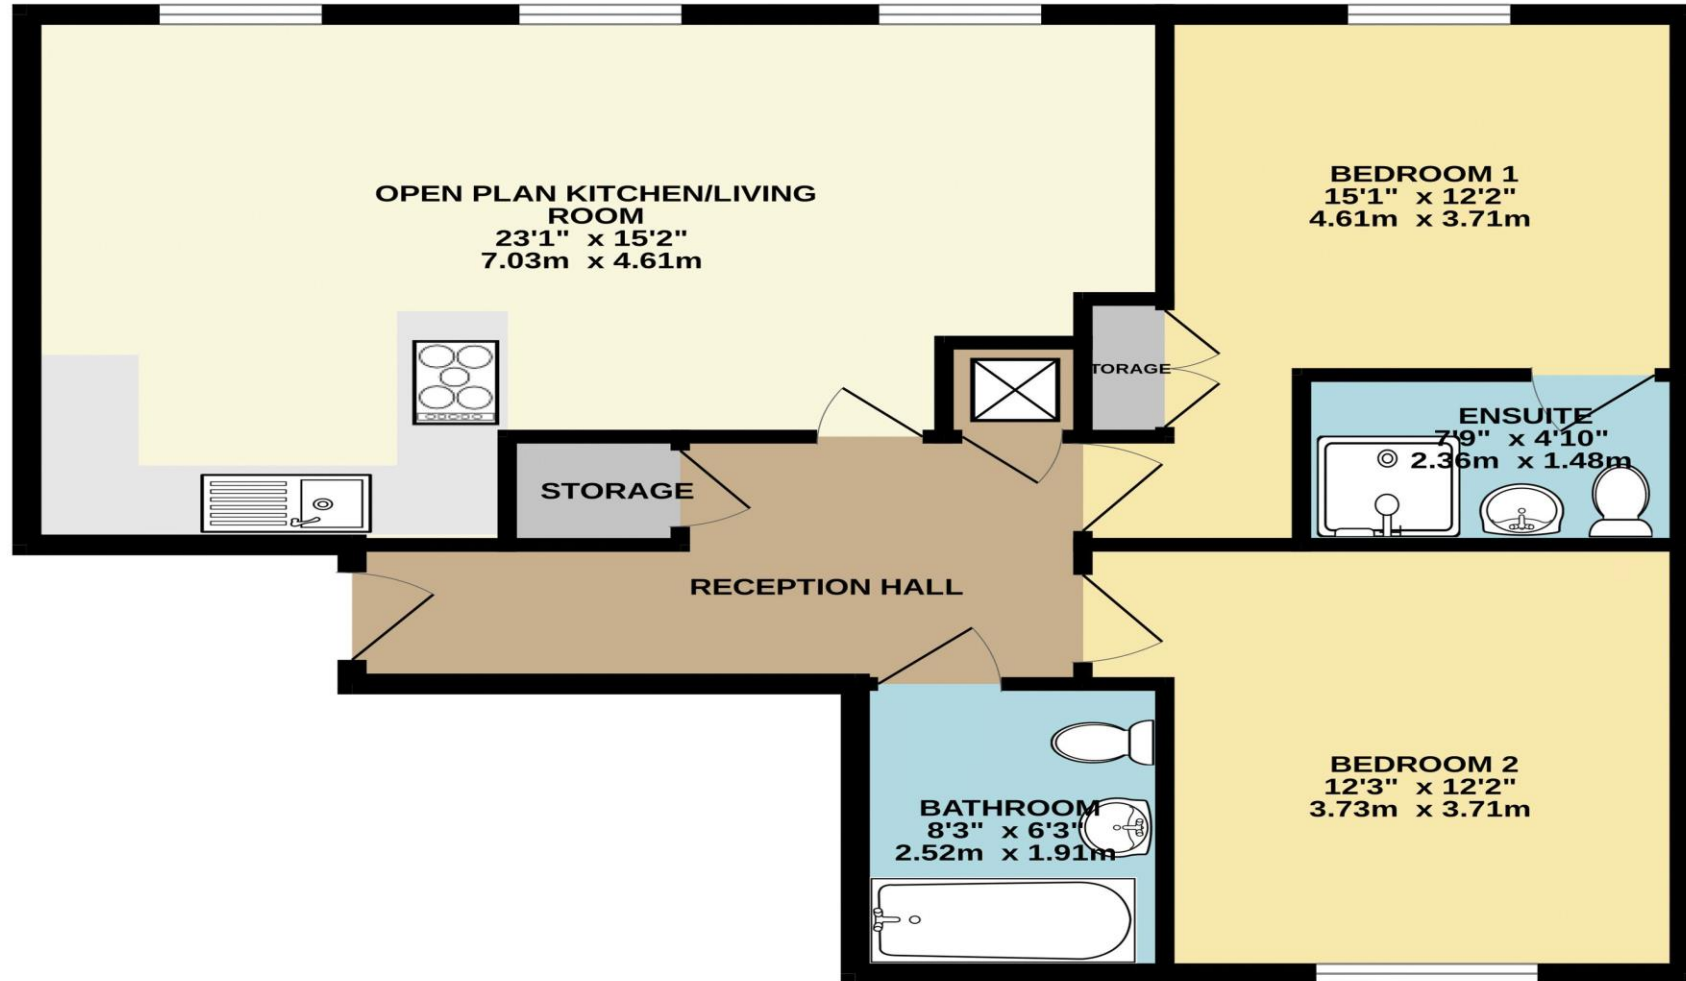 OPEN PLAN KITCHEN/LIVING
ROOM
23'1" x 15'2"
7.03m x 4.61m
BEDROOM 1
15'1" x 12'2"
4.61m x 3.71m
TORAGE
ENSUITE
7'9" x 4'10"
2.36m x 1.48m
STORAGE
RECEPTION HALL
BEDROOM 2
12'3" x 12'2"
3.73m x 3.71m
BATHROOM
8'3" x 6'3"
2.52m x 1.91m